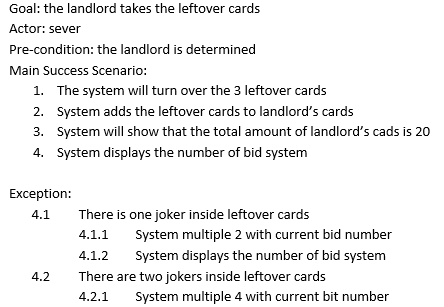 Goal: the landlord takes the leftover cards
Actor: sever
Pre-condition: the landlord is determined
Main Success Scenario:
1. The system will turn over the 3 leftover cards
2. System adds the leftover cards to landlord's cards
3. System will show that the total amount of landlord's cads is 20
4. System displays the number of bid system
Exception:
4.1 There is one joker inside leftover cards
4.1.1 System multiple 2 with current bid number
4.1.2 System displays the number of bid system
4.2 There are two jokers inside leftover cards
4.2.1 System multiple 4 with current bit number